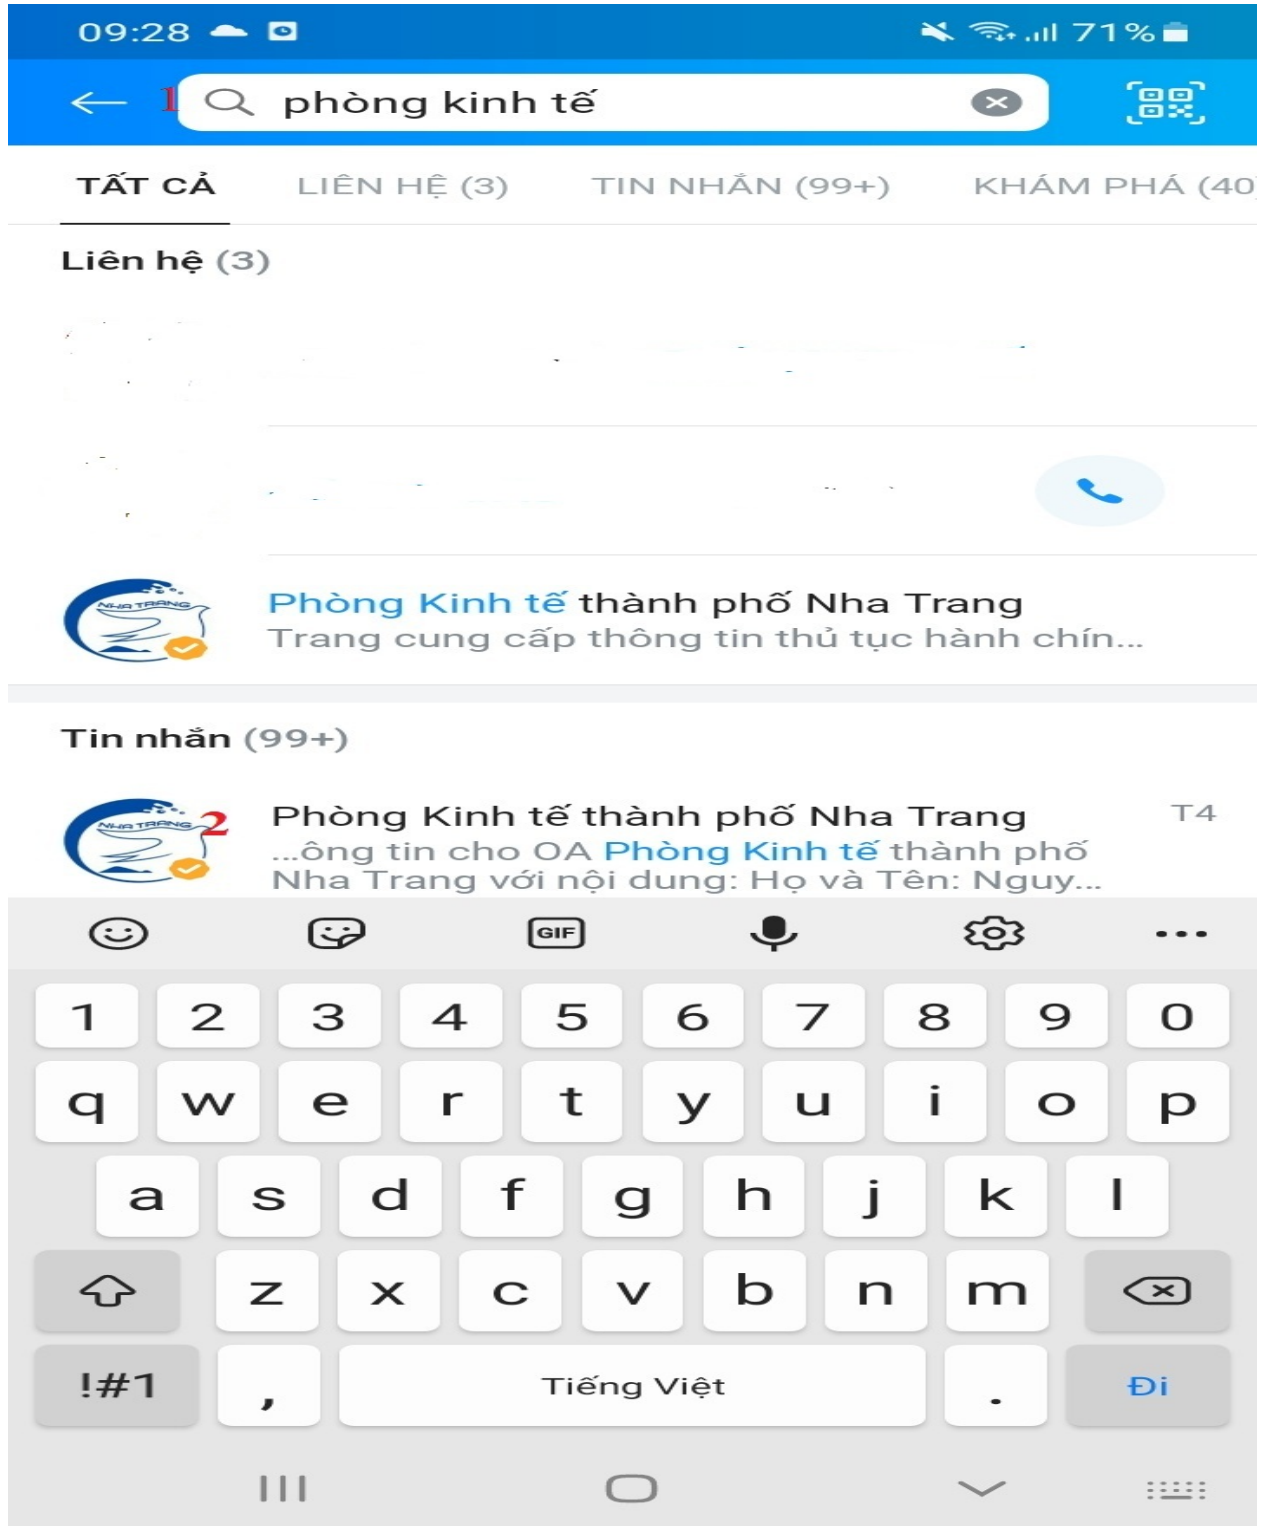 09:28 71%
1 phòng kinh tế
TẤT CẢ LIÊN HỆ (3) TIN NHẮN (99+) KHÁM PHÁ (40
Liên hệ (3)
NHA TRANG
Phòng Kinh tế thành phố Nha Trang
Trang cung cấp thông tin thủ tục hành chín...
Tin nhắn (99+)
NHA TRANG 2
Phòng Kinh tế thành phố Nha Trang T4
...ông tin cho OA Phòng Kinh tế thành phố
Nha Trang với nội dung: Họ và Tên: Nguy...
GIF
1 2 3 4 5 6 7 8 9 0
q w e r t y u i o p
a s d f g h j k l
z x c v b n m
!#1 , Tiếng Việt . Đi